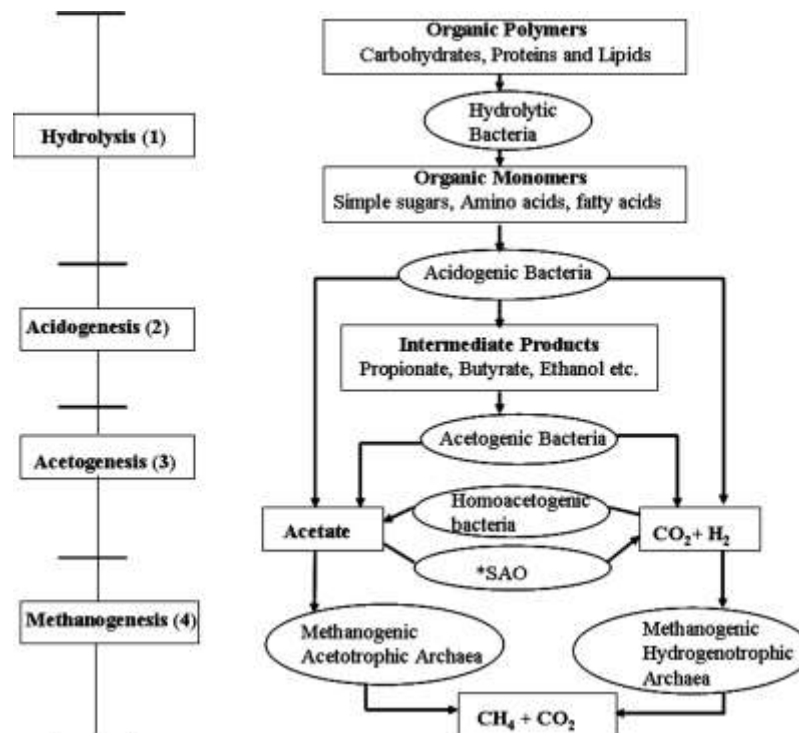 Organic Polymers
Carbohydrates, Proteins and Lipids
Hydrolytic
Bacteria
Hydrolysis (1)
Organic Monomers
Simple sugars, Amino acids, fatty acids
Acidogenic Bacteria
Acidogenesis (2)
Intermediate Products
Propionate, Butyrate, Ethanol etc.
Acetogenic Bacteria
Acetogenesis (3)
Homoacetogenic
bacteria
Acetate
CO₂ + H₂
*SAO
Methanogenesis (4)
Methanogenic
Acetotrophic Archaea
Methanogenic
Hydrogenotrophic
Archaea
CH₄ + CO₂